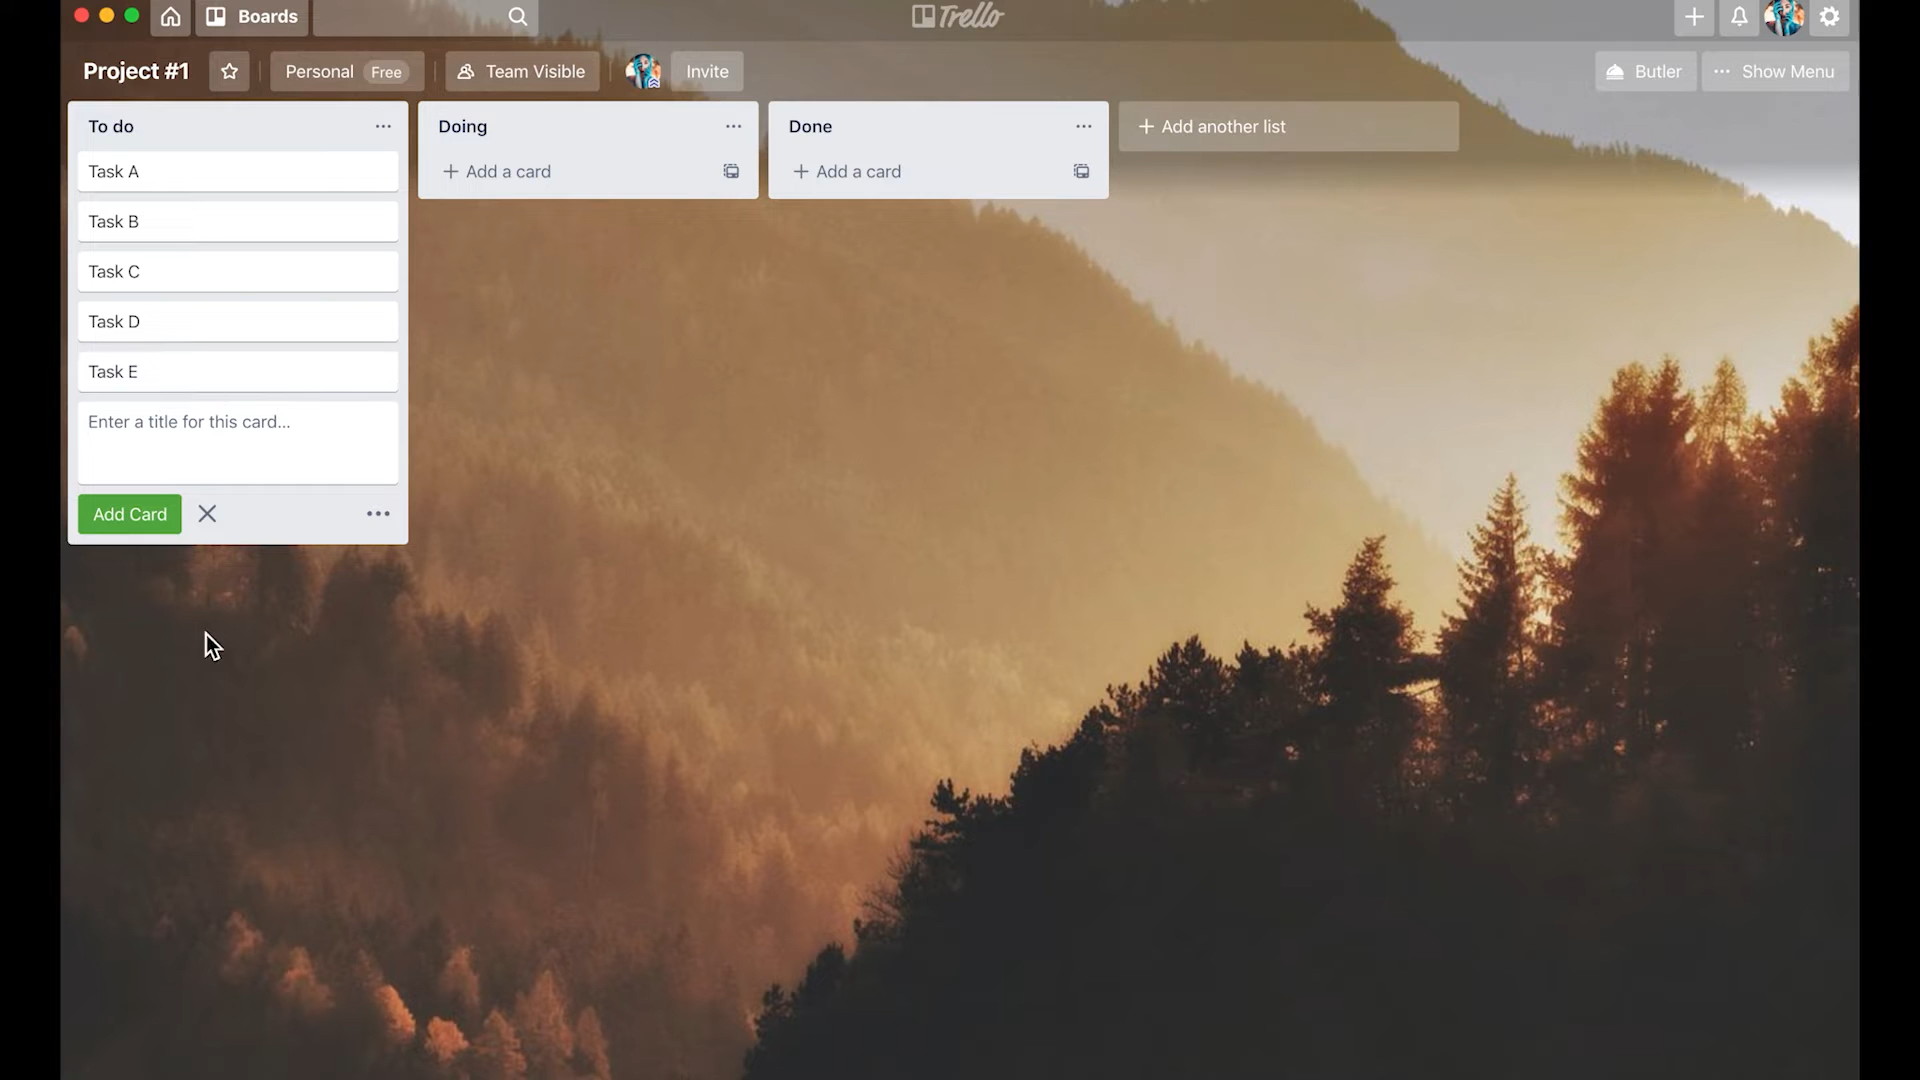 Boards
Trello
Project #1
Personal Free
Team Visible
Invite
Butler
··· Show Menu
To do
Task A
Task B
Task C
Task D
Task E
Enter a title for this card...
Add Card
Doing
+ Add a card
Done
+ Add a card
+ Add another list